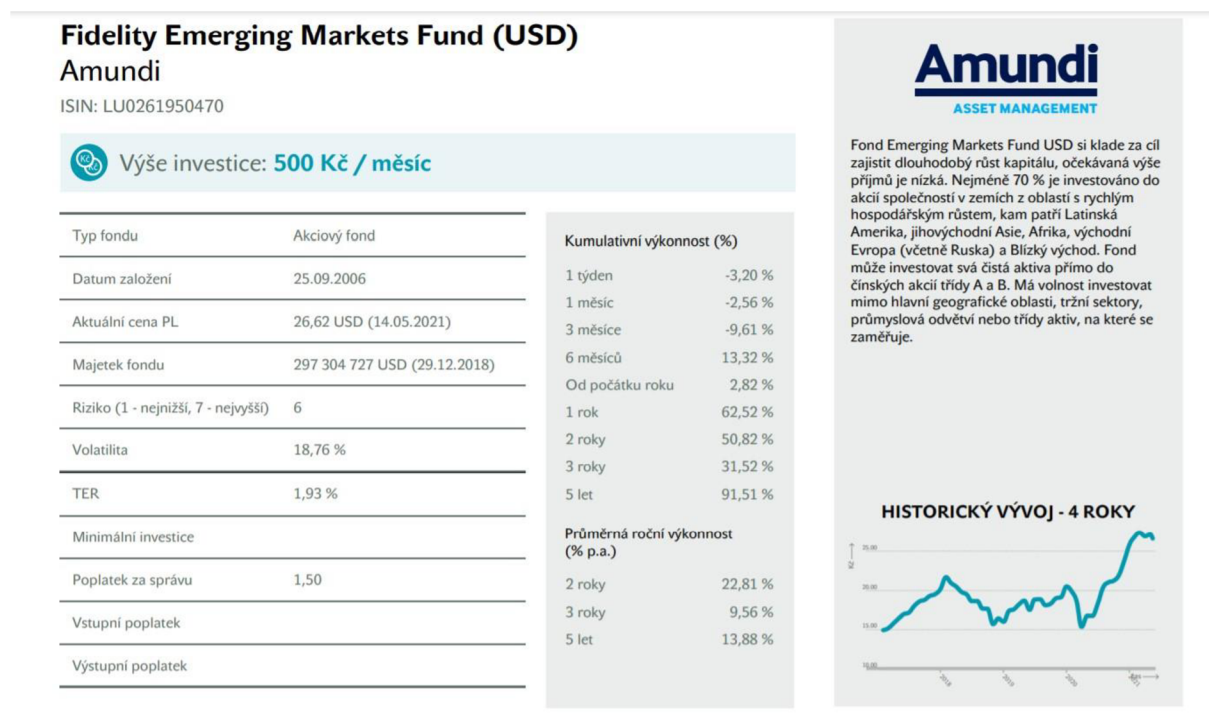 Fidelity Emerging Markets Fund (USD)
Amundi
ISIN: LU0261950470
Výše investice: 500 Kč / měsíc
Typ fondu Akciový fond
Datum založení 25.09.2006
Aktuální cena PL 26,62 USD (14.05.2021)
Majetek fondu 297 304 727 USD (29.12.2018)
Riziko (1 - nejnižší, 7 - nejvyšší) 6
Volatilita 18,76 %
TER 1,93 %
Minimální investice
Poplatek za správu 1,50
Vstupní poplatek
Výstupní poplatek
Kumulativní výkonnost (%)
1 týden -3,20 %
1 měsíc -2,56 %
3 měsíce -9,61 %
6 měsíců 13,32 %
Od počátku roku 2,82 %
1 rok 62,52 %
2 roky 50,82 %
3 roky 31,52 %
5 let 91,51 %
Průměrná roční výkonnost
(% p.a.)
2 roky 22,81 %
3 roky 9,56 %
5 let 13,88 %
Amundi
ASSET MANAGEMENT
Fond Emerging Markets Fund USD si klade za cíl
zajistit dlouhodobý růst kapitálu, očekávaná výše
příjmů je nízká. Nejméně 70 % je investováno do
akcií společností v zemích z oblastí s rychlým
hospodářským růstem, kam patří Latinská
Amerika, jihovýchodní Asie, Afrika, východní
Evropa (včetně Ruska) a Blízký východ. Fond
může investovat svá čistá aktiva přímo do
čínských akcií třídy A a B. Má volnost investovat
mimo hlavní geografické oblasti, tržní sektory,
průmyslová odvětví nebo třídy aktiv, na které se
zaměřuje.
HISTORICKÝ VÝVOJ - 4 ROKY
Kč
25.00
20.00
15.00
10.00
2018
2019
2020
2021